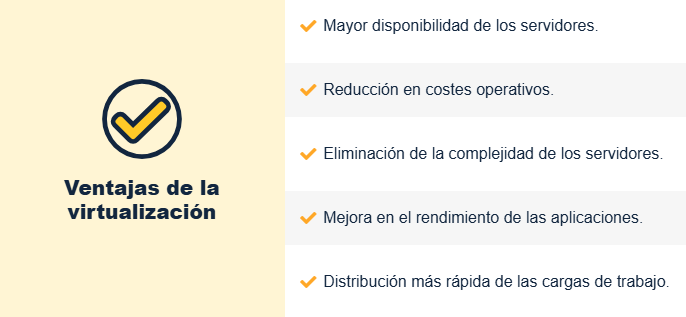 Ventajas de la
virtualización
Mayor disponibilidad de los servidores.
Reducción en costes operativos.
Eliminación de la complejidad de los servidores.
Mejora en el rendimiento de las aplicaciones.
Distribución más rápida de las cargas de trabajo.